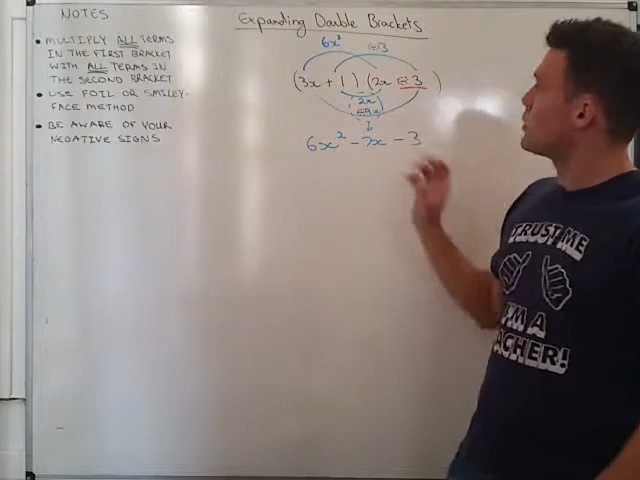 NOTES
Expanding Double Brackets
• MULTIPLY ALL TERMS
IN THE FIRST BRACKET
WITH ALL TERMS IN
THE SECOND BRACKET
• USE FOIL OR SMILEY-
FACE METHOD
• BE AWARE OF YOUR
NEGATIVE SIGNS
6x² -3
(3x + 1)(2x - 3)
2x
-9x
6x² - 7x - 3
TRUST ME
I'M A
TEACHER!